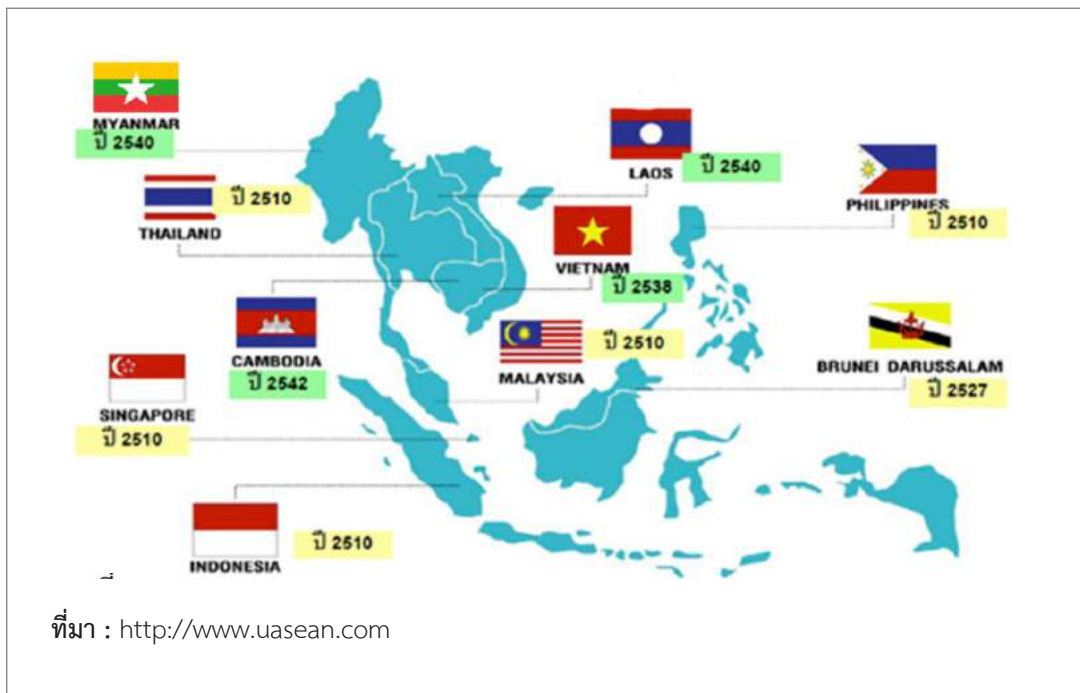 MYANMAR
ปี 2540
LAOS
ปี 2540
PHILIPPINES
ปี 2510
THAILAND
ปี 2510
VIETNAM
ปี 2538
CAMBODIA
ปี 2542
MALAYSIA
ปี 2510
BRUNEI DARUSSALAM
ปี 2527
SINGAPORE
ปี 2510
INDONESIA
ปี 2510
ที่มา : http://www.uasean.com